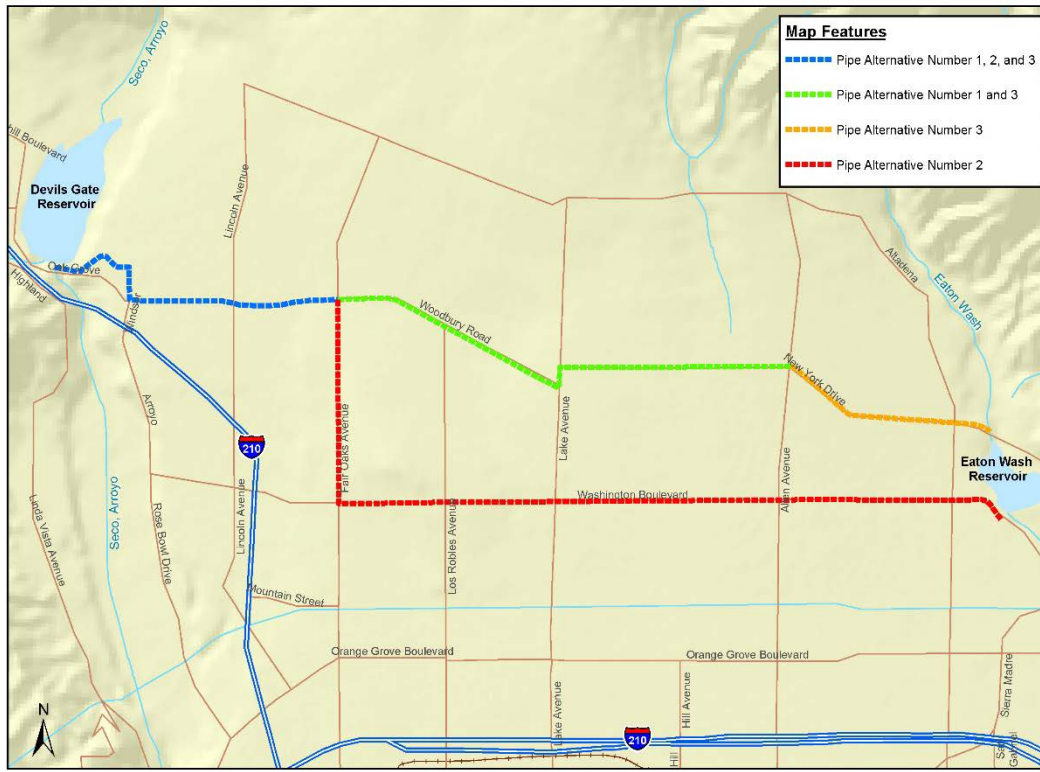 Map Features
Pipe Alternative Number 1, 2, and 3
Pipe Alternative Number 1 and 3
Pipe Alternative Number 3
Pipe Alternative Number 2
Seco, Arroyo
hill Boulevard
Devils Gate
Reservoir
Oak Grove
Highland
Windsor
Lincoln Avenue
Woodbury Road
Altadena
Eaton Wash
New York Drive
Eaton Wash
Reservoir
Arroyo
210
Fair Oaks Avenue
Lake Avenue
Allen Avenue
Washington Boulevard
Linda Vista Avenue
Seco, Arroyo
Rose Bowl Drive
Lincoln Avenue
Los Robles Avenue
Mountain Street
Orange Grove Boulevard
Orange Grove Boulevard
Lake Avenue
Hill Avenue
Hill
Sierra Madre
San Gabriel
210
N